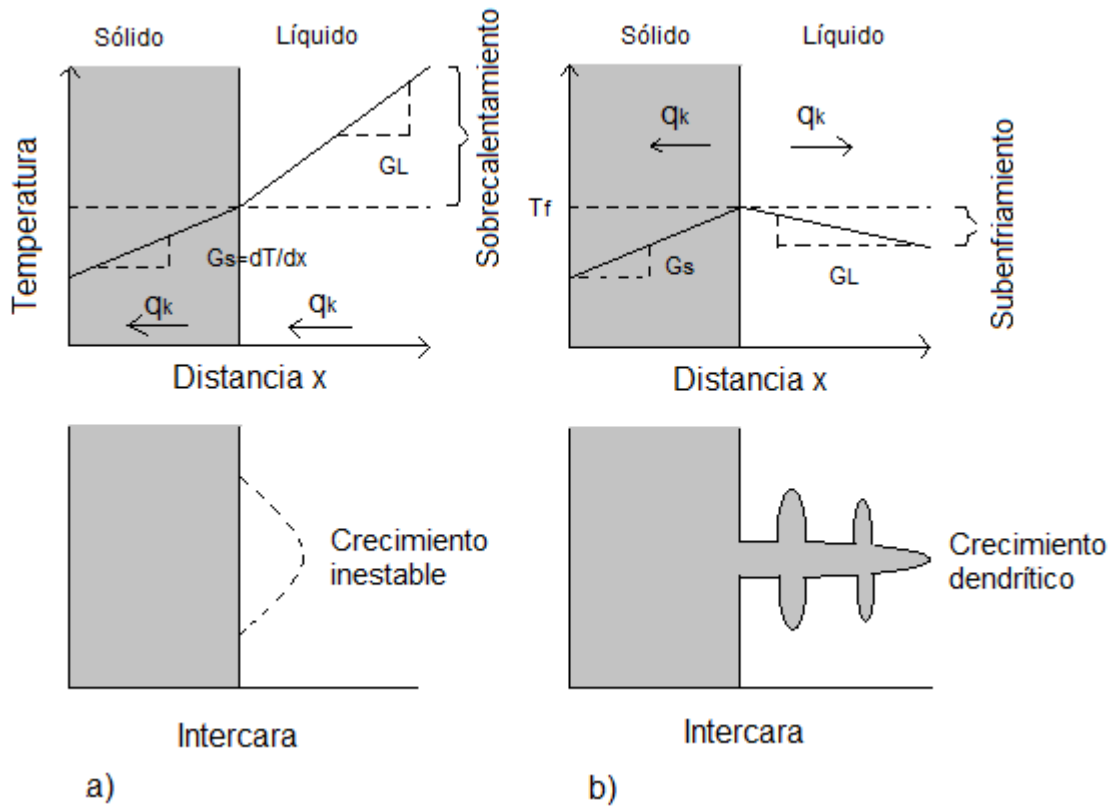 Sólido
Líquido
Temperatura
Sobrecalentamiento
GL
Gs=dT/dx
qk
qk
Distancia x
Crecimiento
inestable
Intercara
a)
Sólido
Líquido
qk
qk
Tf
Gs
GL
Subenfriamiento
Distancia x
Crecimiento
dendrítico
Intercara
b)